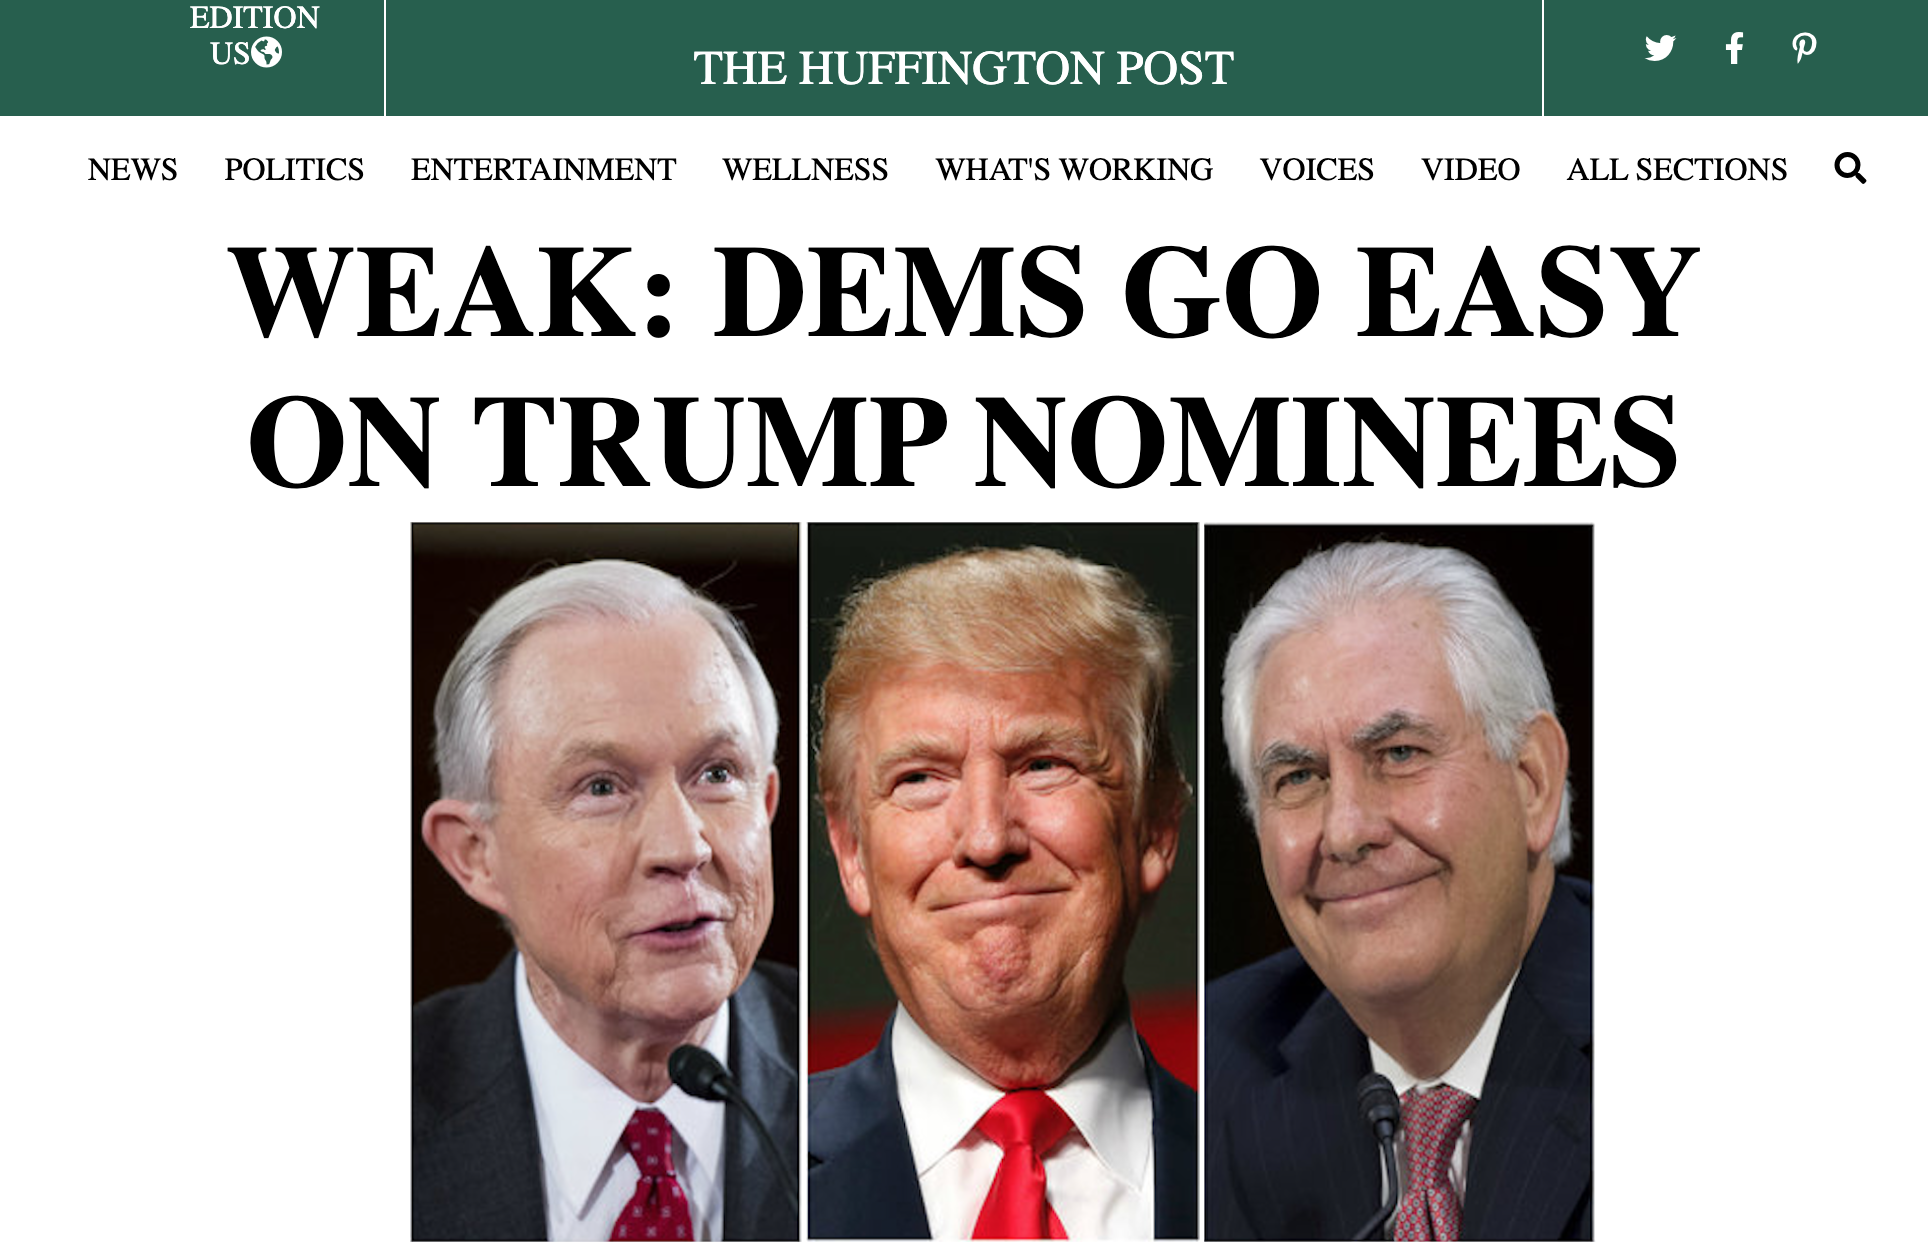 EDITION
US
THE HUFFINGTON POST
NEWS POLITICS ENTERTAINMENT WELLNESS WHAT'S WORKING VOICES VIDEO ALL SECTIONS
WEAK: DEMS GO EASY
ON TRUMP NOMINEES